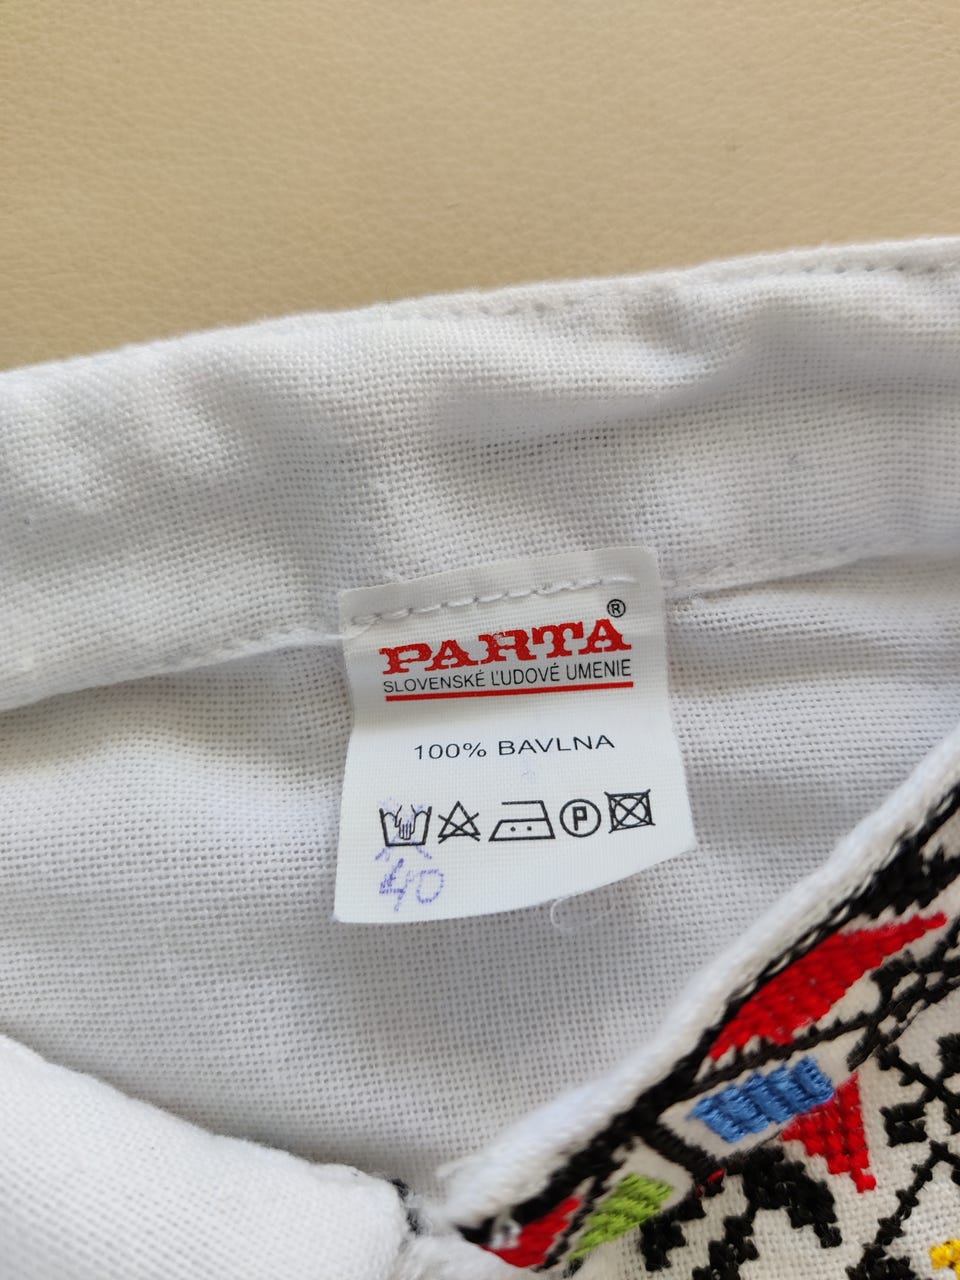 PARTA®
SLOVENSKÉ ĽUDOVÉ UMENIE
100% BAVLNA
P
40